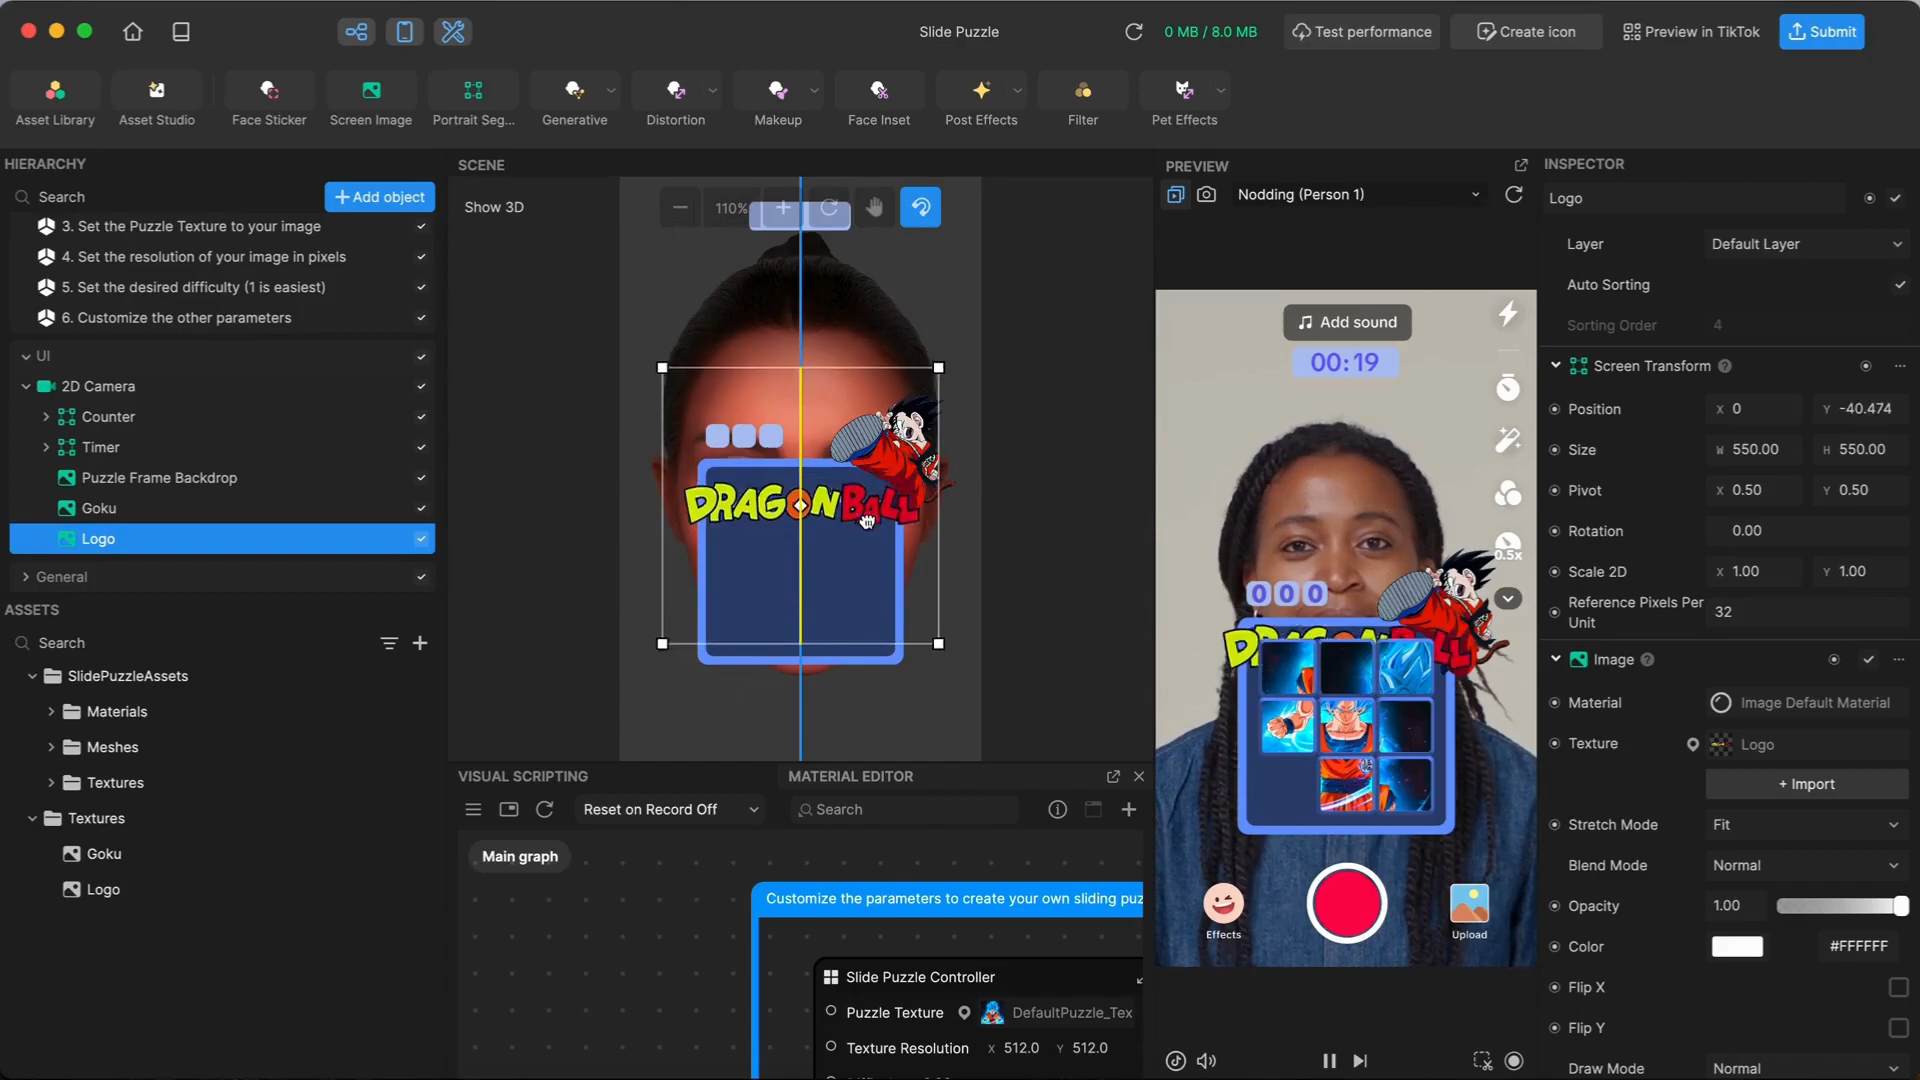 Slide Puzzle
0 MB / 8.0 MB
Test performance
Create icon
Preview in TikTok
Submit
Asset Library
Asset Studio
Face Sticker
Screen Image
Portrait Seg...
Generative
Distortion
Makeup
Face Inset
Post Effects
Filter
Pet Effects
HIERARCHY
Search
+ Add object
3. Set the Puzzle Texture to your image
4. Set the resolution of your image in pixels
5. Set the desired difficulty (1 is easiest)
6. Customize the other parameters
UI
2D Camera
Counter
Timer
Puzzle Frame Backdrop
Goku
Logo
General
ASSETS
Search
SlidePuzzleAssets
Materials
Meshes
Textures
Textures
Goku
Logo
SCENE
Show 3D
110%
DRAGONBALL
VISUAL SCRIPTING
MATERIAL EDITOR
Reset on Record Off
Search
Main graph
Customize the parameters to create your own sliding puz
Slide Puzzle Controller
Puzzle Texture
DefaultPuzzle_Tex
Texture Resolution X 512.0 Y 512.0
PREVIEW
Nodding (Person 1)
Add sound
00:19
0.5x
0 0 0
Effects
Upload
INSPECTOR
Logo
Layer
Default Layer
Auto Sorting
Sorting Order 4
Screen Transform
Position X 0 Y -40.474
Size W 550.00 H 550.00
Pivot X 0.50 Y 0.50
Rotation 0.00
Scale 2D X 1.00 Y 1.00
Reference Pixels Per
Unit
32
Image
Material
Image Default Material
Texture
Logo
+ Import
Stretch Mode
Fit
Blend Mode
Normal
Opacity 1.00
Color #FFFFFF
Flip X
Flip Y
Draw Mode
Normal